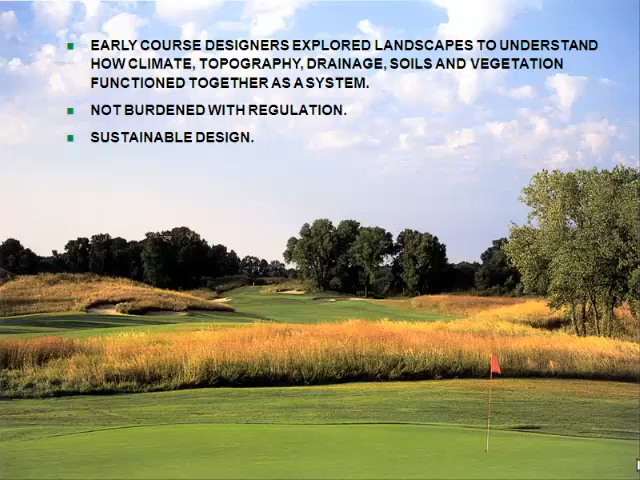 EARLY COURSE DESIGNERS EXPLORED LANDSCAPES TO UNDERSTAND
HOW CLIMATE, TOPOGRAPHY, DRAINAGE, SOILS AND VEGETATION
FUNCTIONED TOGETHER AS A SYSTEM.
NOT BURDENED WITH REGULATION.
SUSTAINABLE DESIGN.